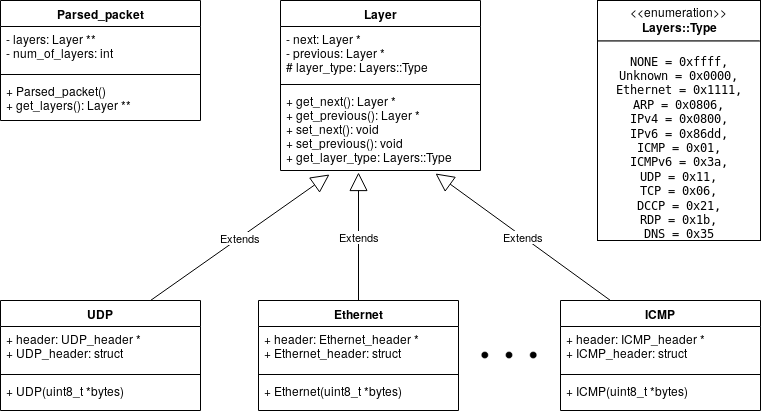 Parsed_packet
- layers: Layer **
- num_of_layers: int
+ Parsed_packet()
+ get_layers(): Layer **
Layer
- next: Layer *
- previous: Layer *
# layer_type: Layers::Type
+ get_next(): Layer *
+ get_previous(): Layer *
+ set_next(): void
+ set_previous(): void
+ get_layer_type: Layers::Type
<<enumeration>>
Layers::Type
NONE = 0xffff,
Unknown = 0x0000,
Ethernet = 0x1111,
ARP = 0x0806,
IPv4 = 0x0800,
IPv6 = 0x86dd,
ICMP = 0x01,
ICMPv6 = 0x3a,
UDP = 0x11,
TCP = 0x06,
DCCP = 0x21,
RDP = 0x1b,
DNS = 0x35
Extends
Extends
Extends
UDP
+ header: UDP_header *
+ UDP_header: struct
+ UDP(uint8_t *bytes)
Ethernet
+ header: Ethernet_header *
+ Ethernet_header: struct
+ Ethernet(uint8_t *bytes)
ICMP
+ header: ICMP_header *
+ ICMP_header: struct
+ ICMP(uint8_t *bytes)